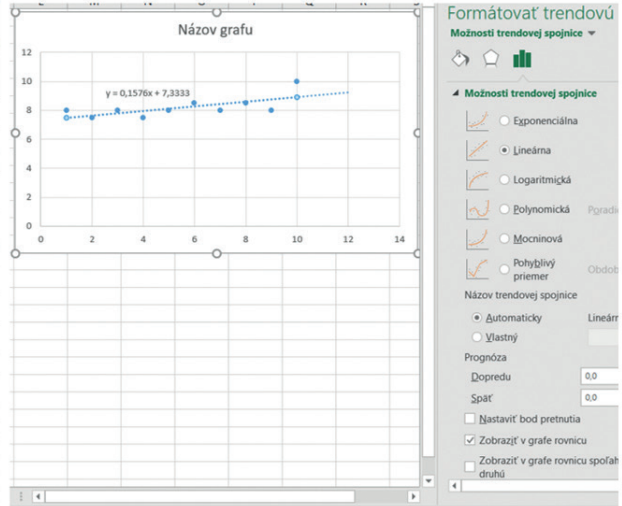 Názov grafu
12
10
8
6
4
2
0
y = 0,1576x + 7,3333
0 2 4 6 8 10 12 14
Formátovať trendovú
Možnosti trendovej spojnice
Možnosti trendovej spojnice
Exponenciálna
Lineárna
Logaritmická
Polynomická
Mocninová
Pohyblivý
priemer
Názov trendovej spojnice
Automaticky
Vlastný
Prognóza
Dopredu 0,0
Späť 0,0
Nastaviť bod pretnutia
Zobraziť v grafe rovnicu
Zobraziť v grafe rovnicu
druhú